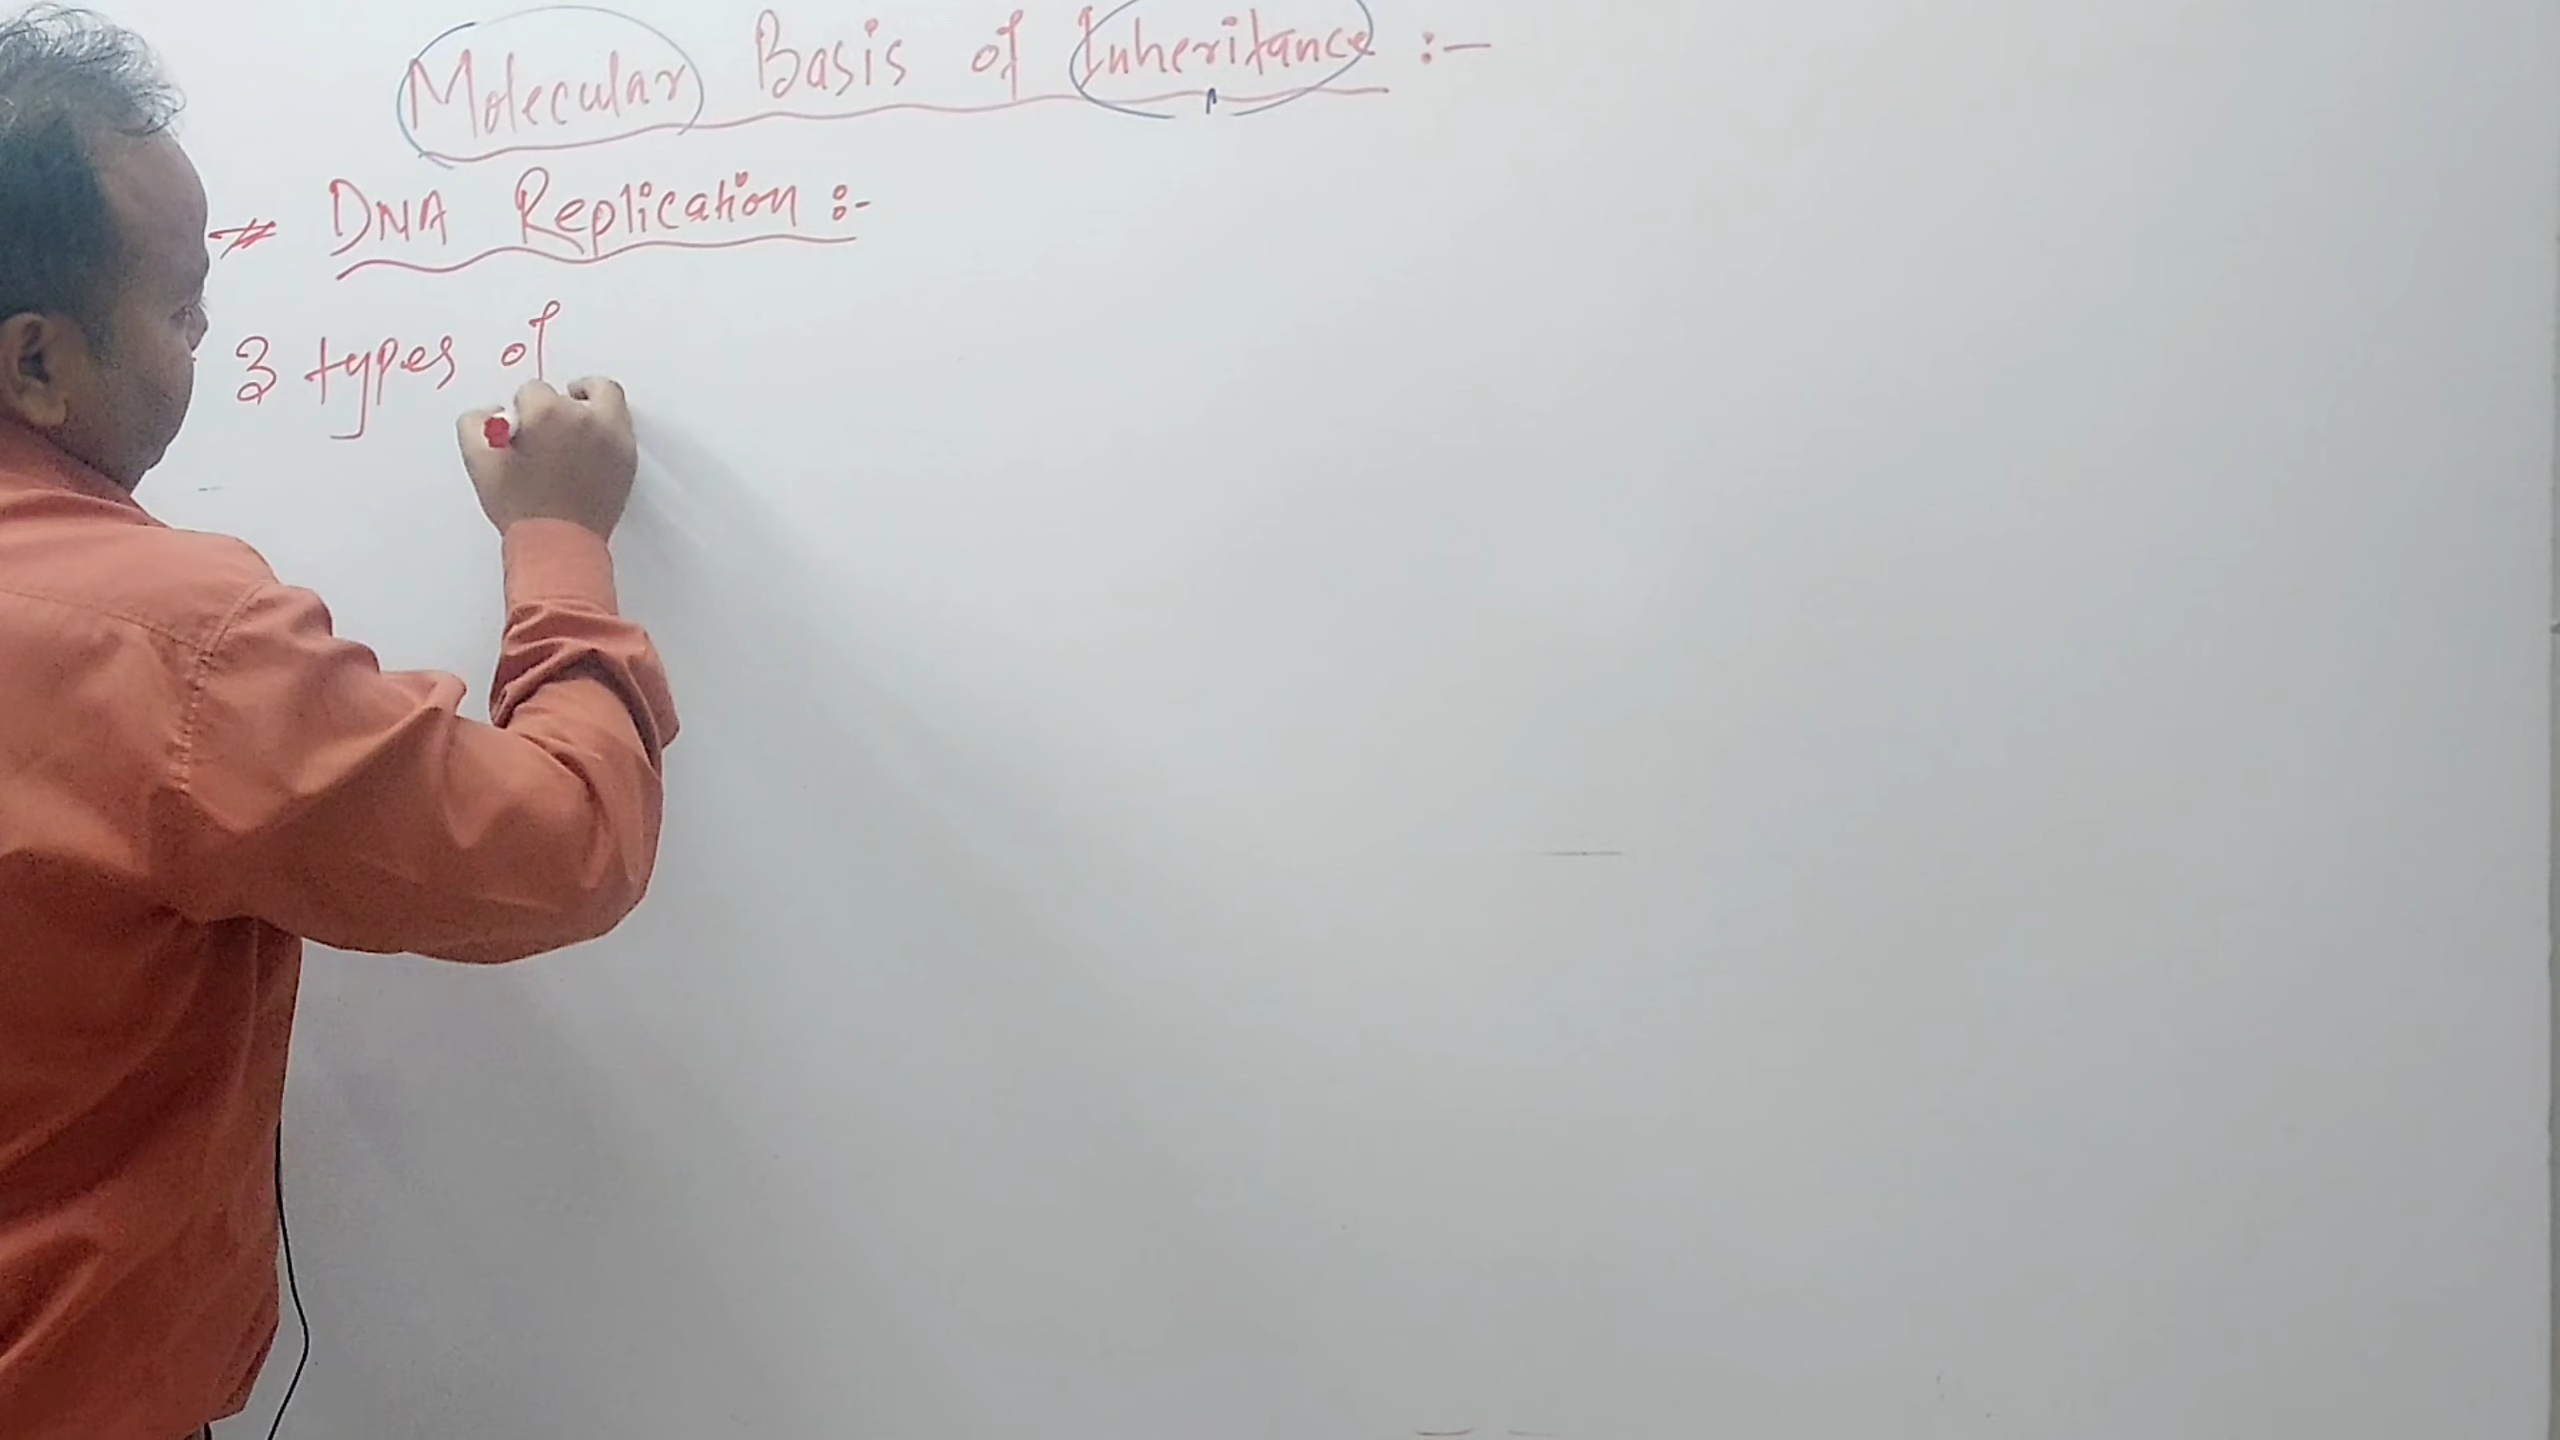 Molecular Basis of Inheritance :-
DNA Replication :-
3 types of